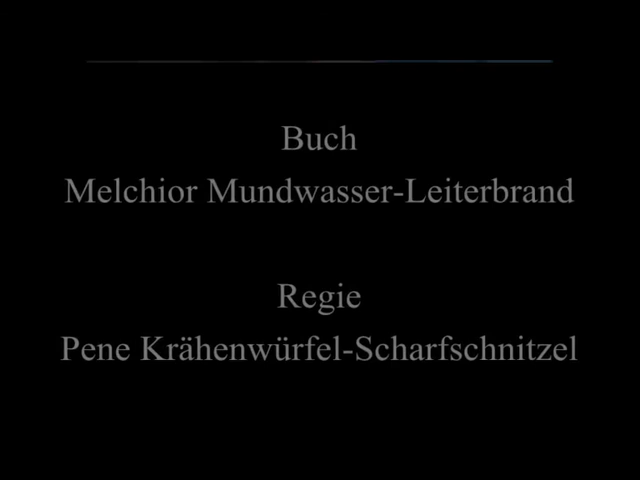 Buch
Melchior Mundwasser-Leiterbrand
Regie
Pene Krähenwürfel-Scharfschnitzel